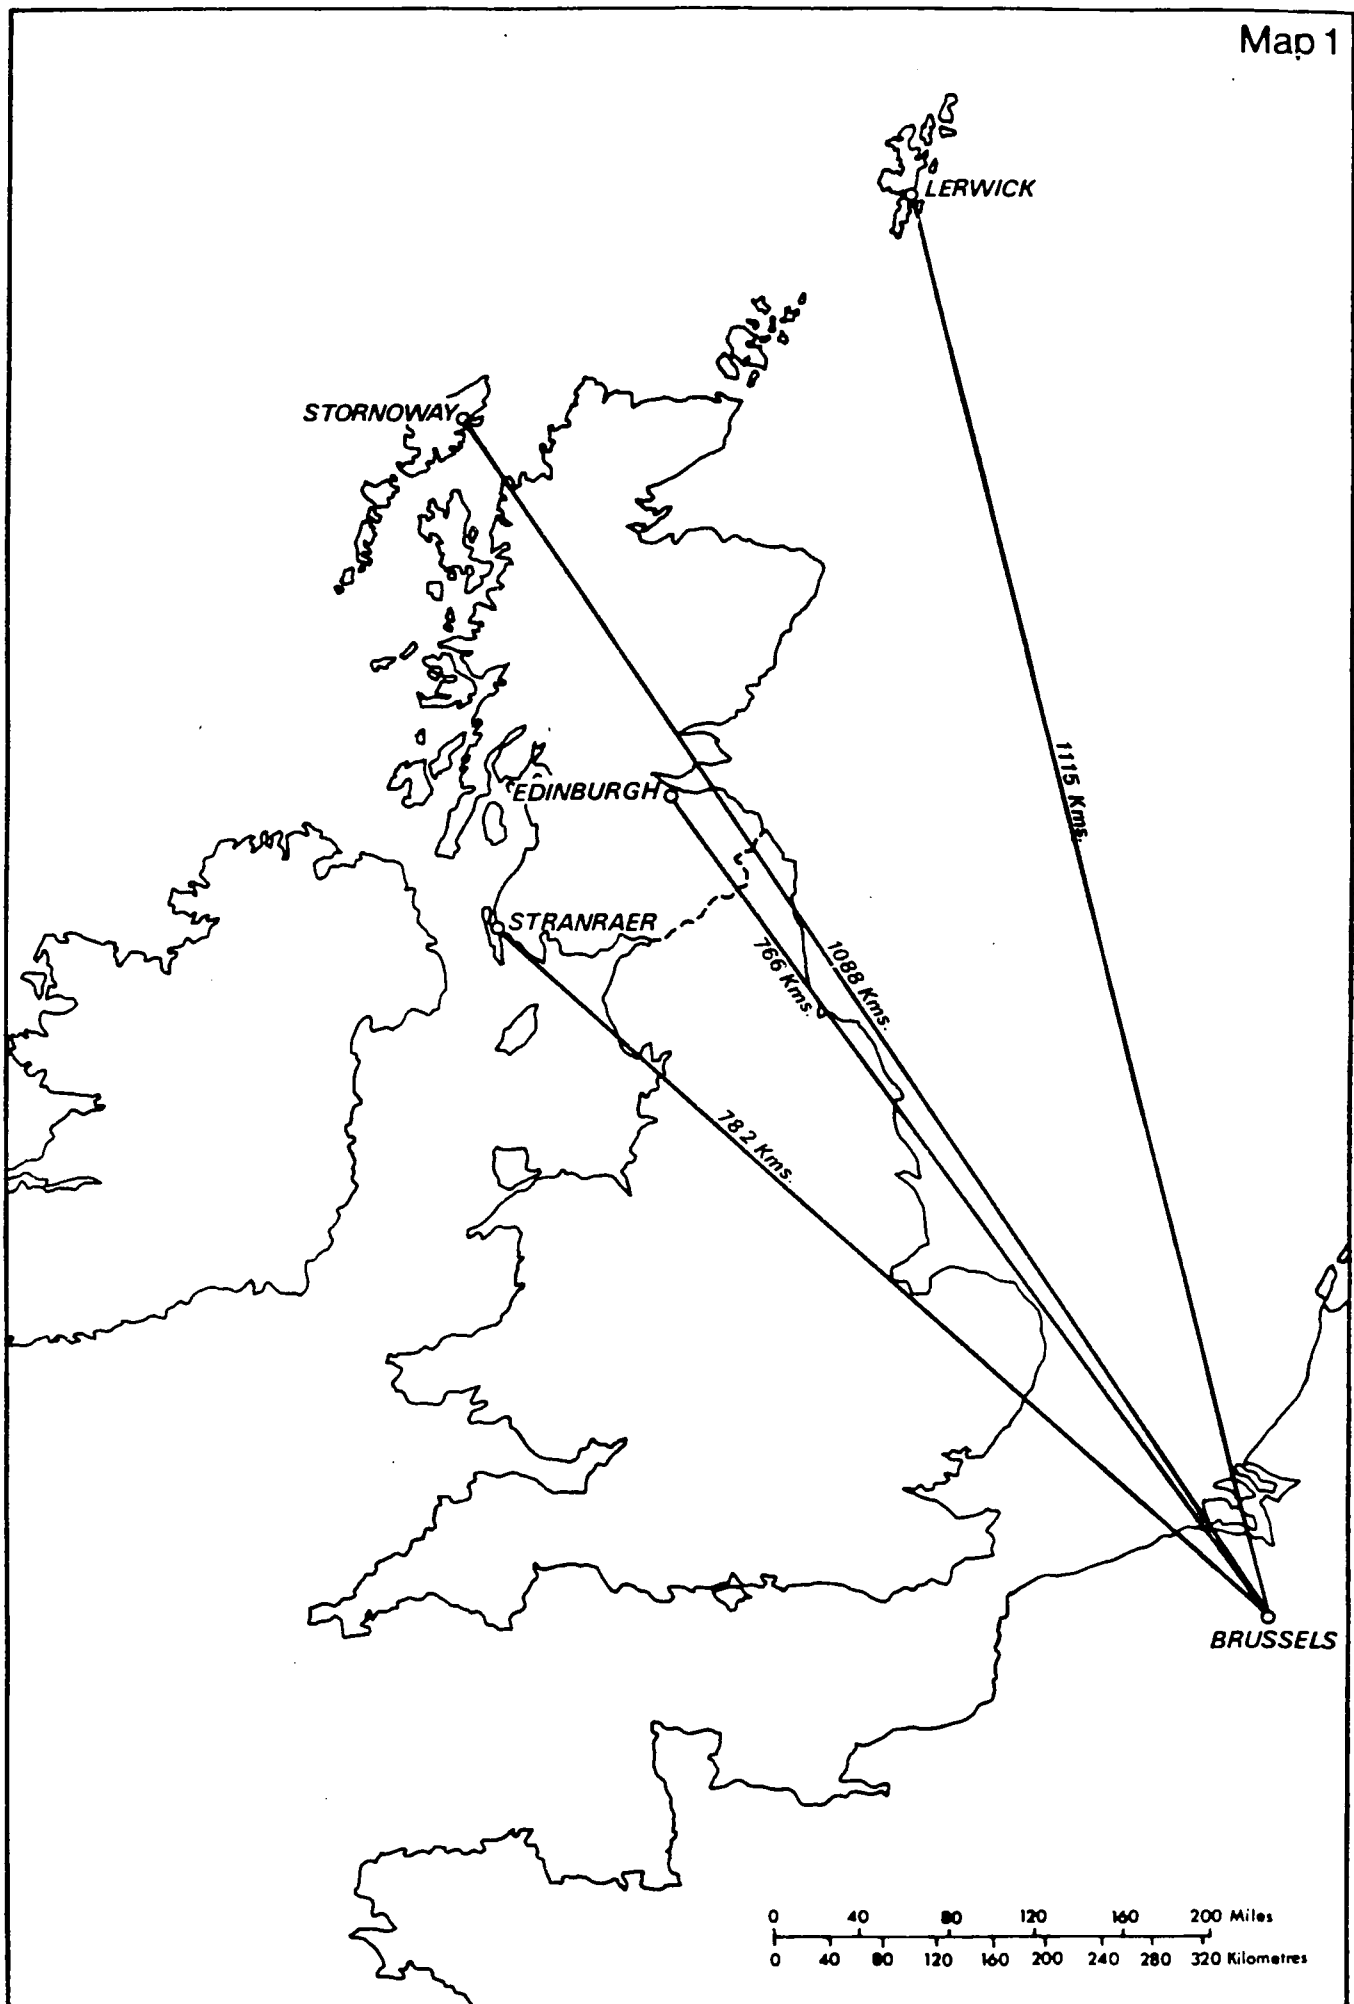 Map 1
LERWICK
STORNOWAY
1115 Kms.
EDINBURGH
STRANRAER
766 Kms.
1088 Kms.
782 Kms.
BRUSSELS
0 40 80 120 160 200 Miles
0 40 80 120 160 200 240 280 320 Kilometres